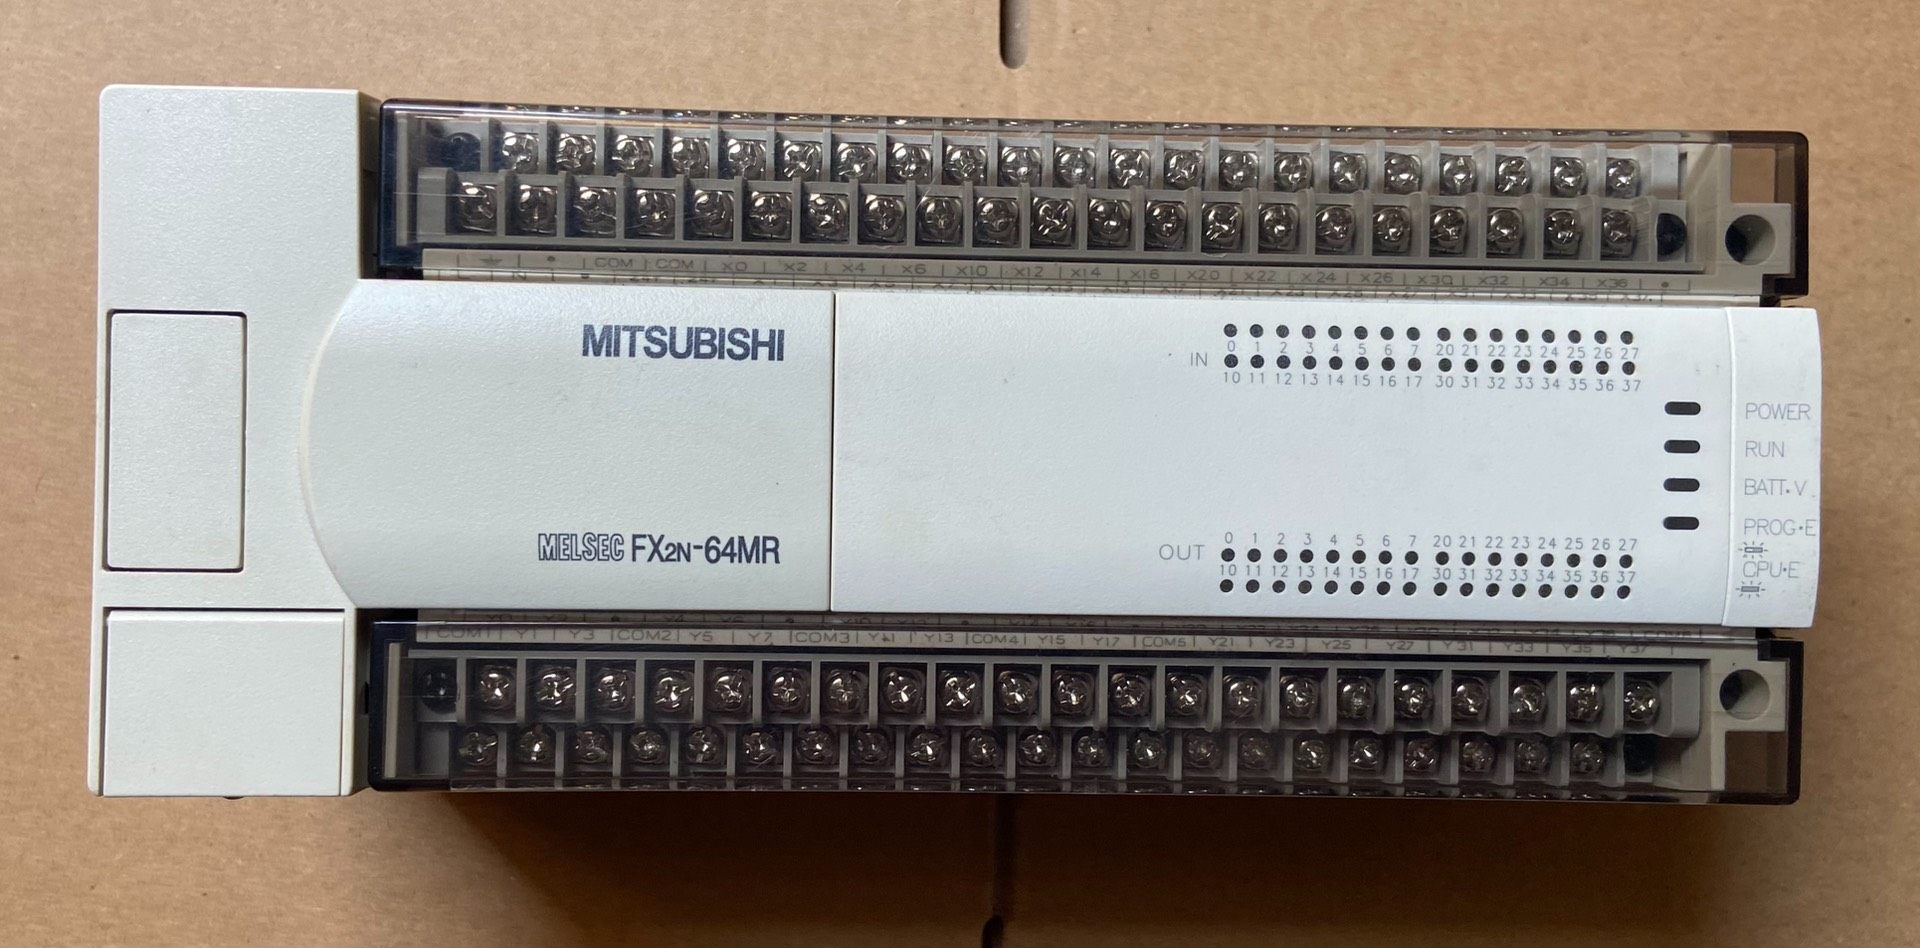 COM COM X0 X2 X4 X6 X10 X12 X14 X16 X20 X22 X24 X26 X30 X32 X34 X36
MITSUBISHI
MELSEC FX2N-64MR
IN
0 1 2 3 4 5 6 7 20 21 22 23 24 25 26 27
10 11 12 13 14 15 16 17 30 31 32 33 34 35 36 37
POWER
RUN
BATT•V
PROG•E
CPU•E
OUT
0 1 2 3 4 5 6 7 20 21 22 23 24 25 26 27
10 11 12 13 14 15 16 17 30 31 32 33 34 35 36 37
COM1 Y1 Y3 COM2 Y5 Y7 COM3 Y11 Y13 COM4 Y15 Y17 COM5 Y21 Y23 Y25 Y27 Y31 Y33 Y35 Y37